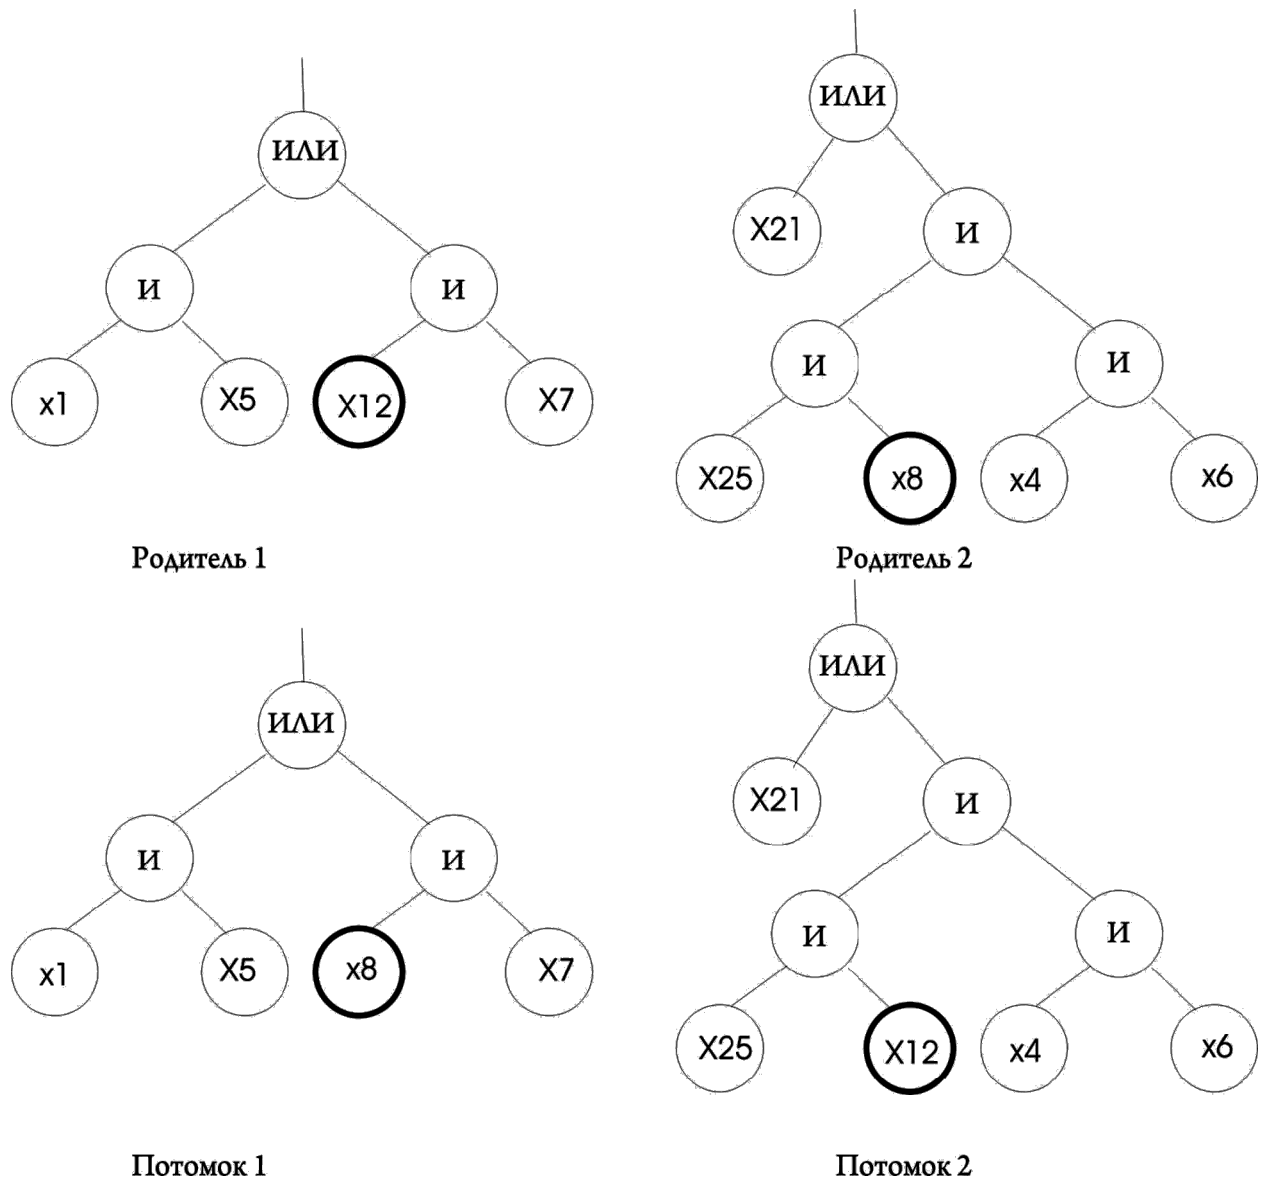 ИЛИ
И
И
x1
X5
X12
X7
Родитель 1
ИЛИ
X21
И
И
И
X25
x8
x4
x6
Родитель 2
ИЛИ
И
И
x1
X5
x8
X7
Потомок 1
ИЛИ
X21
И
И
И
X25
X12
x4
x6
Потомок 2